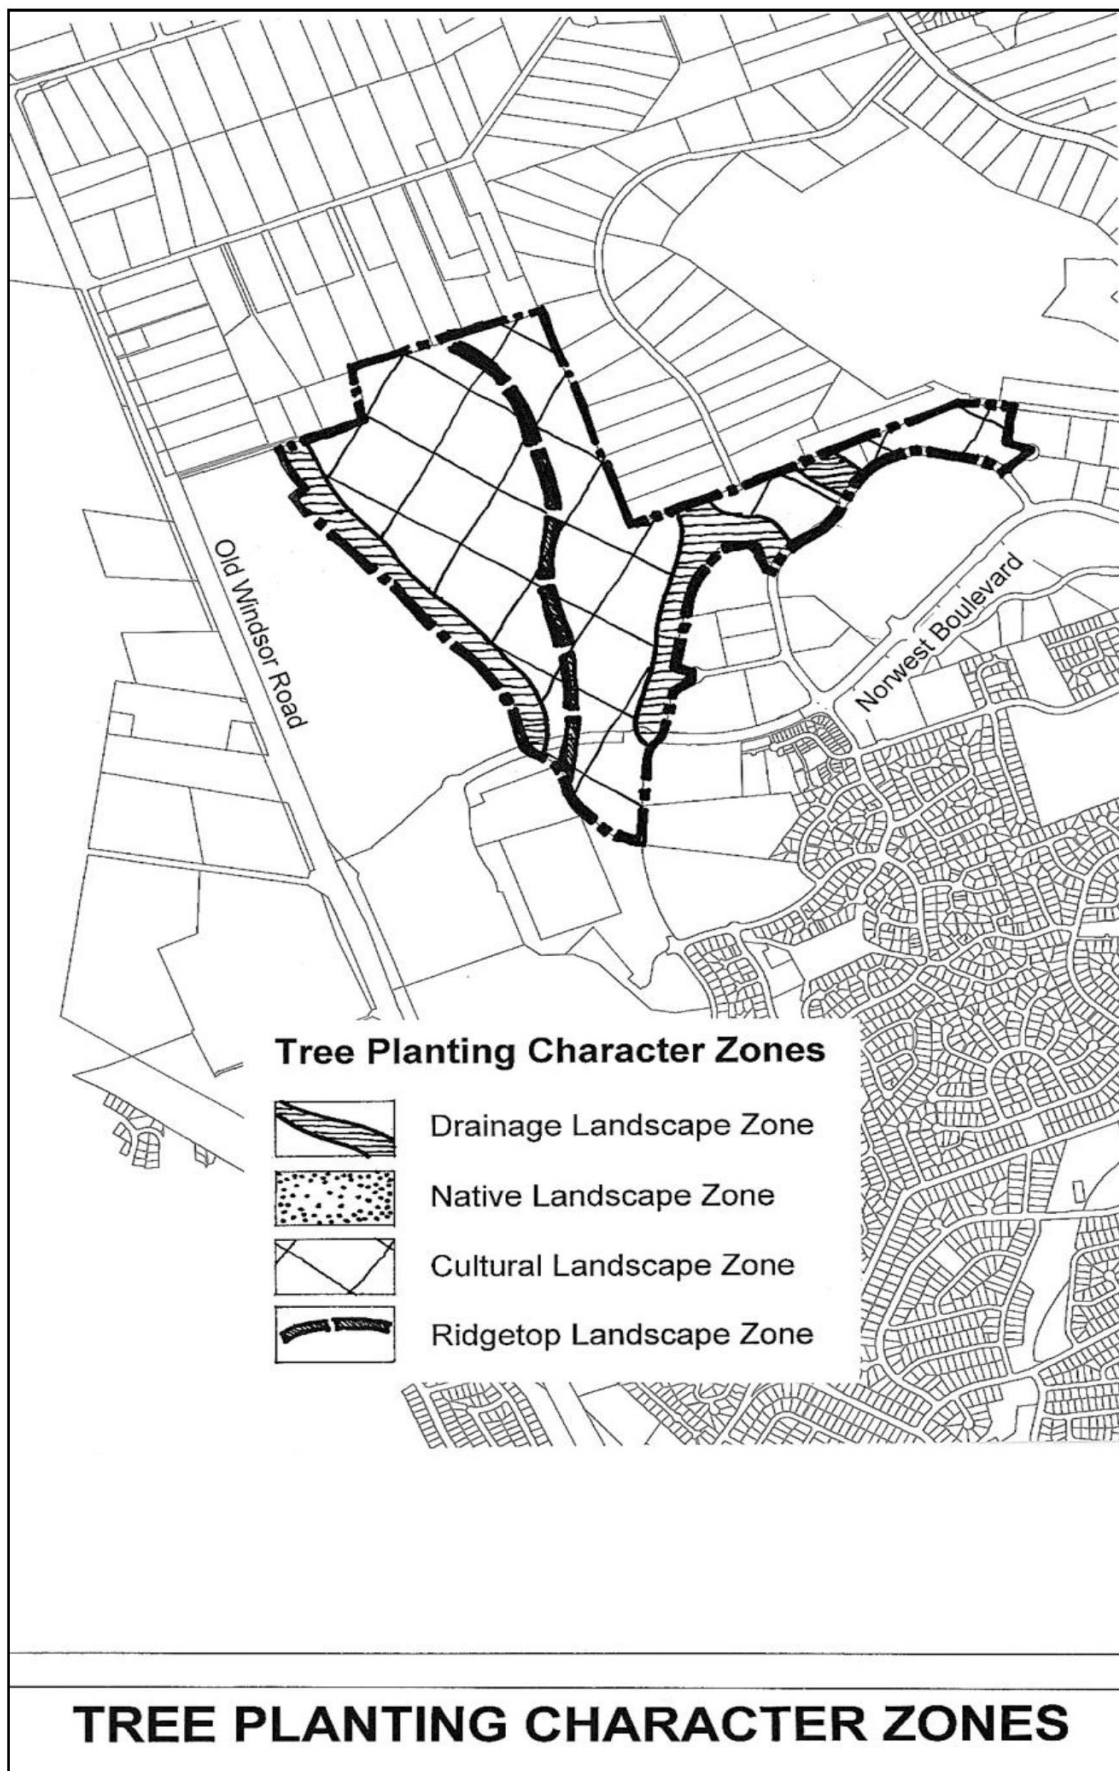 Old Windsor Road
Norwest Boulevard
Tree Planting Character Zones
Drainage Landscape Zone
Native Landscape Zone
Cultural Landscape Zone
Ridgetop Landscape Zone
TREE PLANTING CHARACTER ZONES